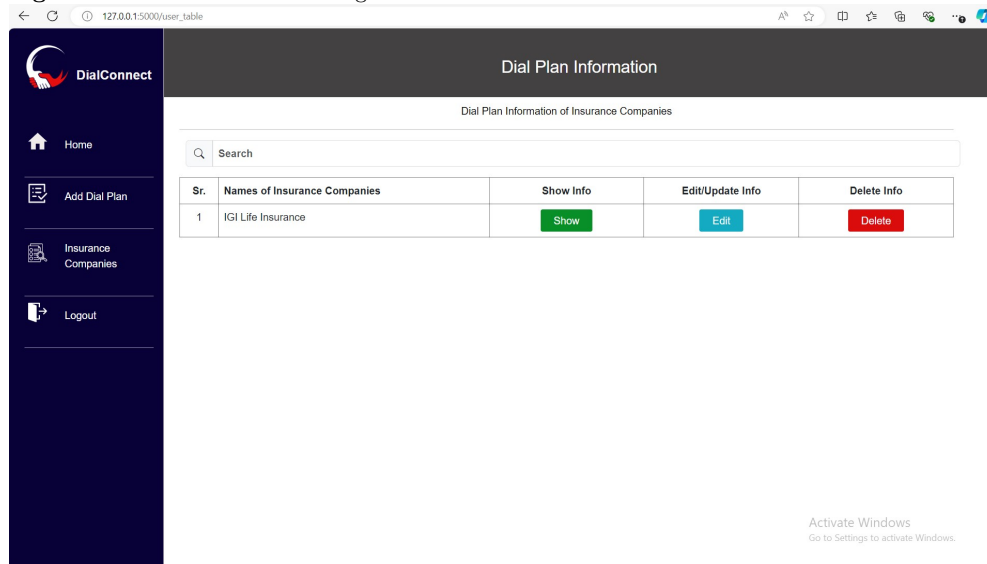 127.0.0.1:5000/user_table
DialConnect
Dial Plan Information
Dial Plan Information of Insurance Companies
Home
Search
Sr. Names of Insurance Companies Show Info Edit/Update Info Delete Info
Add Dial Plan
1 IGI Life Insurance Show Edit Delete
Insurance
Companies
Logout
Activate Windows
Go to Settings to activate Windows.